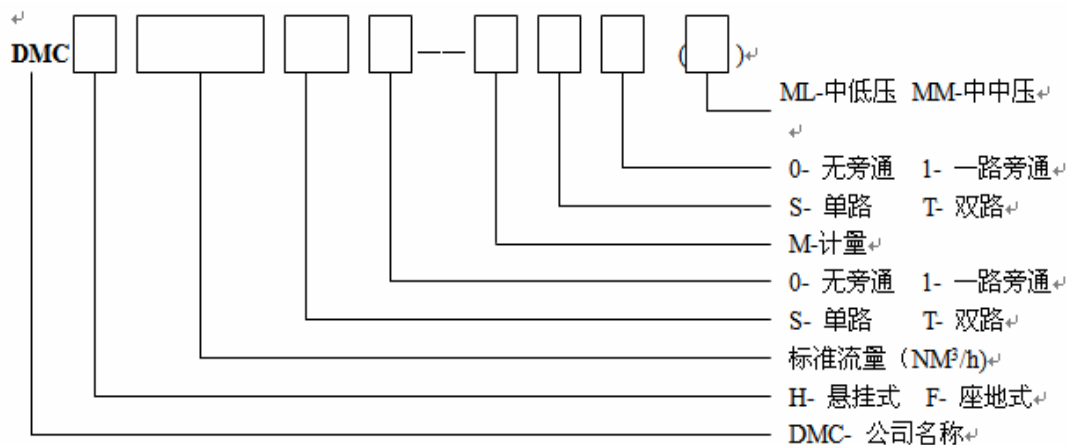 DMC —— ( )
ML-中低压 MM-中中压
0- 无旁通 1- 一路旁通
S- 单路 T- 双路
M-计量
0- 无旁通 1- 一路旁通
S- 单路 T- 双路
标准流量（NM³/h)
H- 悬挂式 F- 座地式
DMC- 公司名称